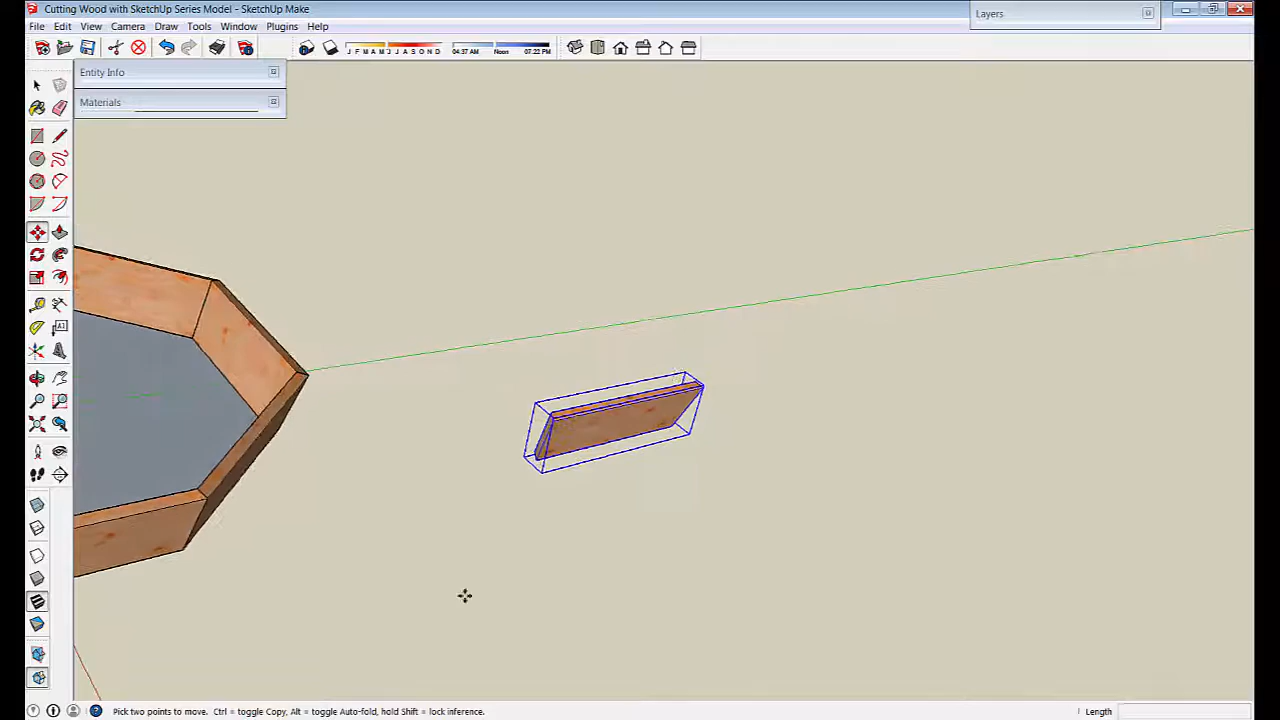 Cutting Wood with SketchUp Series Model - SketchUp Make
Layers
File Edit View Camera Draw Tools Window Plugins Help
J F M A M J J A S O N D
04:37 AM Noon 07:22 PM
Entity Info
Materials
Pick two points to move. Ctrl = toggle Copy, Alt = toggle Auto-fold, hold Shift = lock inference.
Length